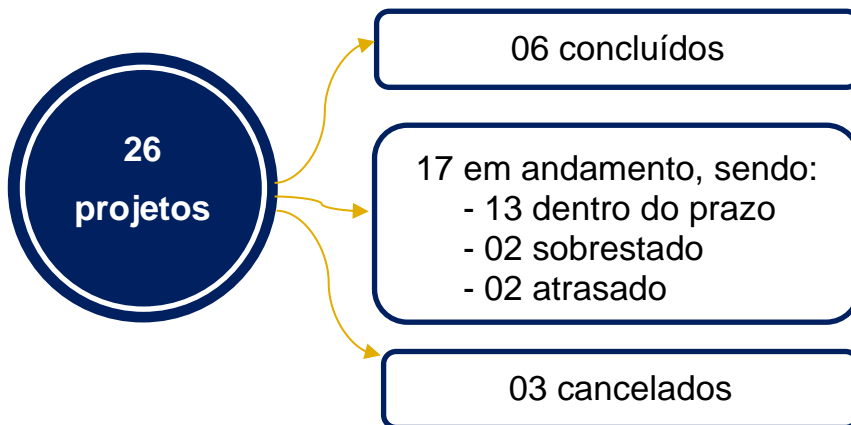 26
projetos
06 concluídos
17 em andamento, sendo:
- 13 dentro do prazo
- 02 sobrestado
- 02 atrasado
03 cancelados